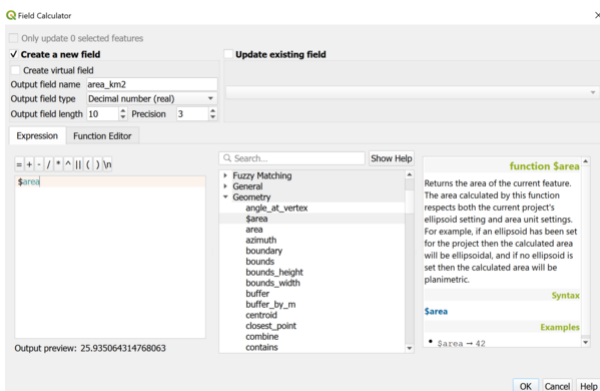 Field Calculator
Only update 0 selected features
Create a new field
Update existing field
Create virtual field
Output field name area_km2
Output field type Decimal number (real)
Output field length 10 Precision 3
Expression Function Editor
= + - / * ^ || ( ) \n
$area
Output preview: 25.935064314768063
Search...
Show Help
Fuzzy Matching
General
Geometry
angle_at_vertex
$area
area
azimuth
boundary
bounds
bounds_height
bounds_width
buffer
buffer_by_m
centroid
closest_point
combine
contains
function $area
Returns the area of the current feature.
The area calculated by this function
respects both the current project's
ellipsoid setting and area unit settings.
For example, if an ellipsoid has been set
for the project then the calculated area
will be ellipsoidal, and if no ellipsoid is
set then the calculated area will be
planimetric.
Syntax
$area
Examples
• $area → 42
OK Cancel Help